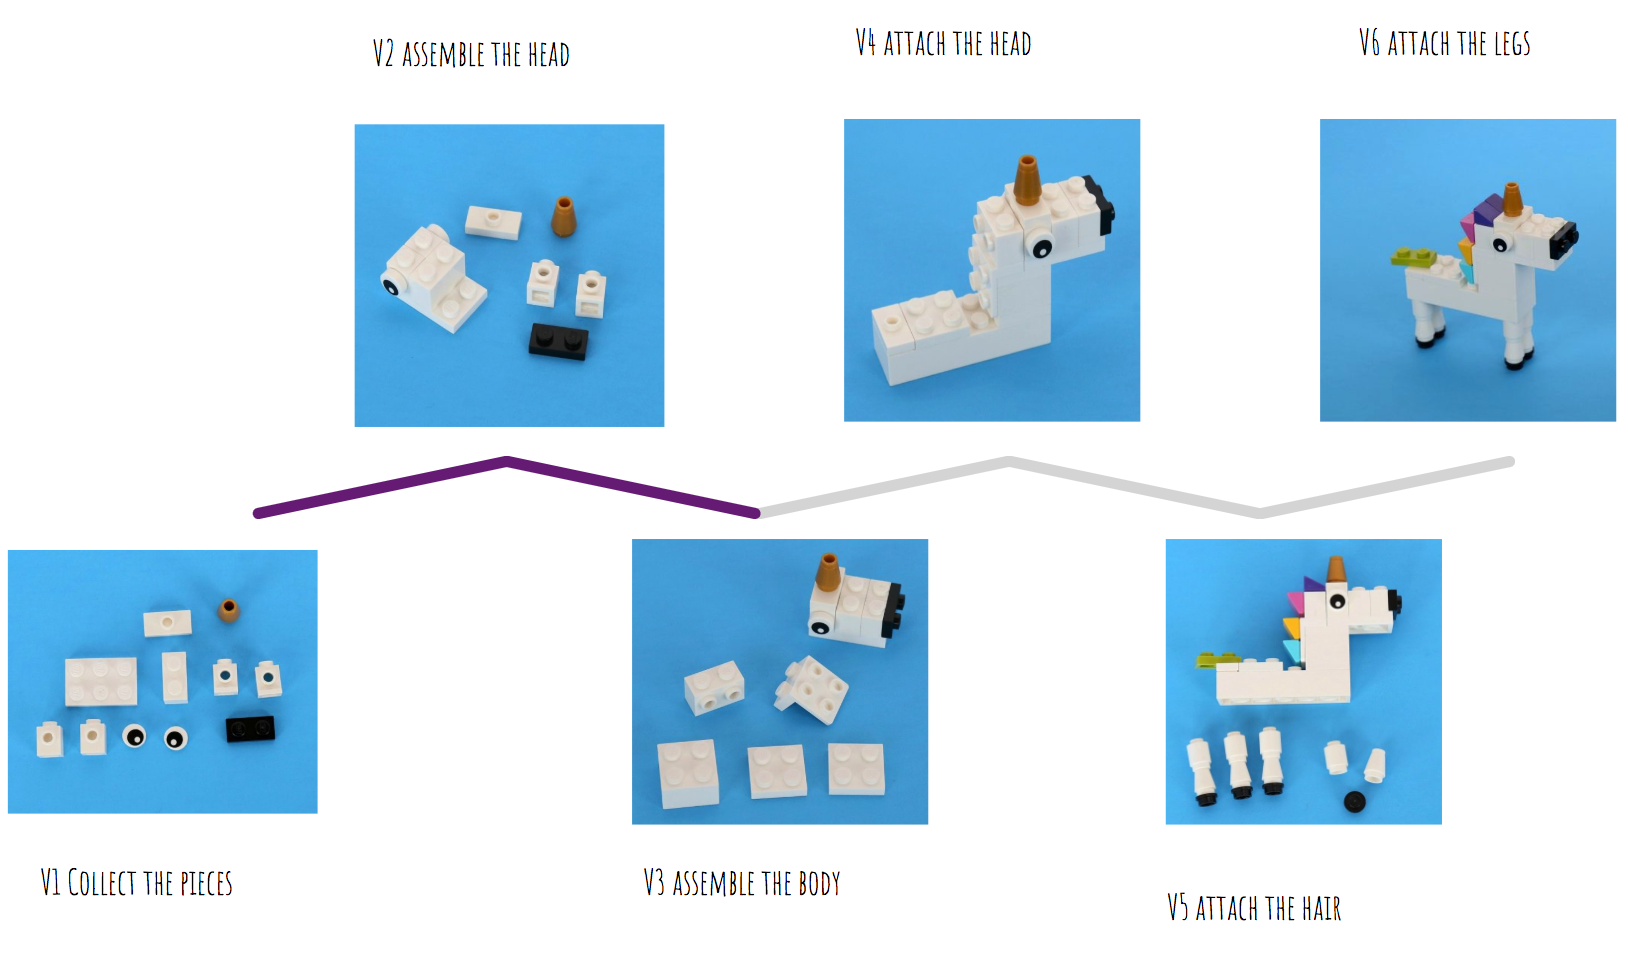 V2 ASSEMBLE THE HEAD
V4 ATTACH THE HEAD
V6 ATTACH THE LEGS
V1 COLLECT THE PIECES
V3 ASSEMBLE THE BODY
V5 ATTACH THE HAIR